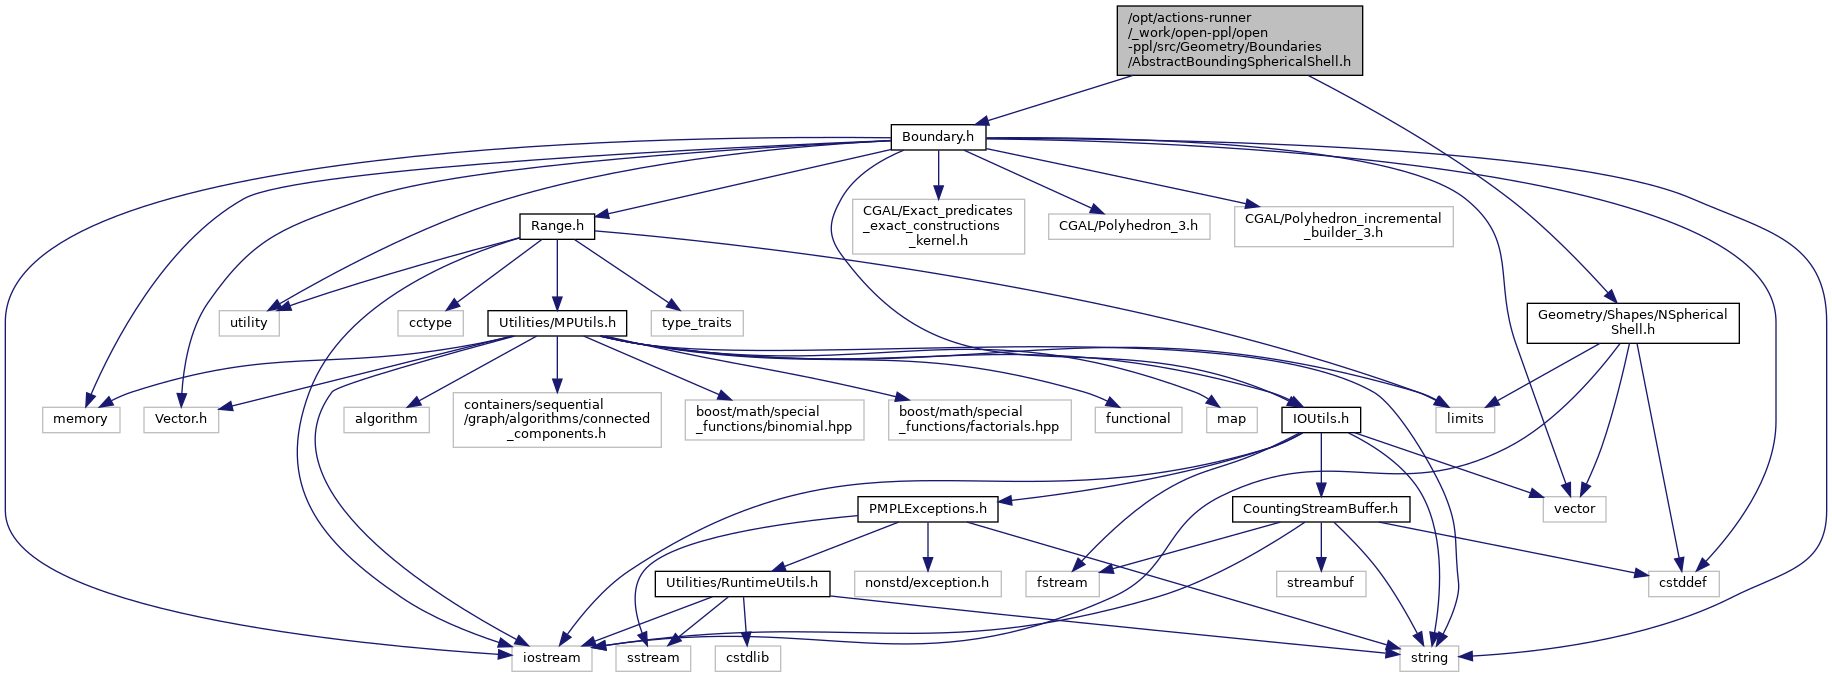 /opt/actions-runner
/_work/open-ppl/open
-ppl/src/Geometry/Boundaries
/AbstractBoundingSphericalShell.h
Boundary.h
Range.h
CGAL/Exact_predicates
_exact_constructions
_kernel.h
CGAL/Polyhedron_3.h
CGAL/Polyhedron_incremental
_builder_3.h
utility
cctype
Utilities/MPUtils.h
type_traits
Geometry/Shapes/NSpherical
Shell.h
memory
Vector.h
algorithm
containers/sequential
/graph/algorithms/connected
_components.h
boost/math/special
_functions/binomial.hpp
boost/math/special
_functions/factorials.hpp
functional
map
IOUtils.h
limits
PMPLExceptions.h
CountingStreamBuffer.h
vector
Utilities/RuntimeUtils.h
nonstd/exception.h
fstream
streambuf
cstddef
iostream
sstream
cstdlib
string